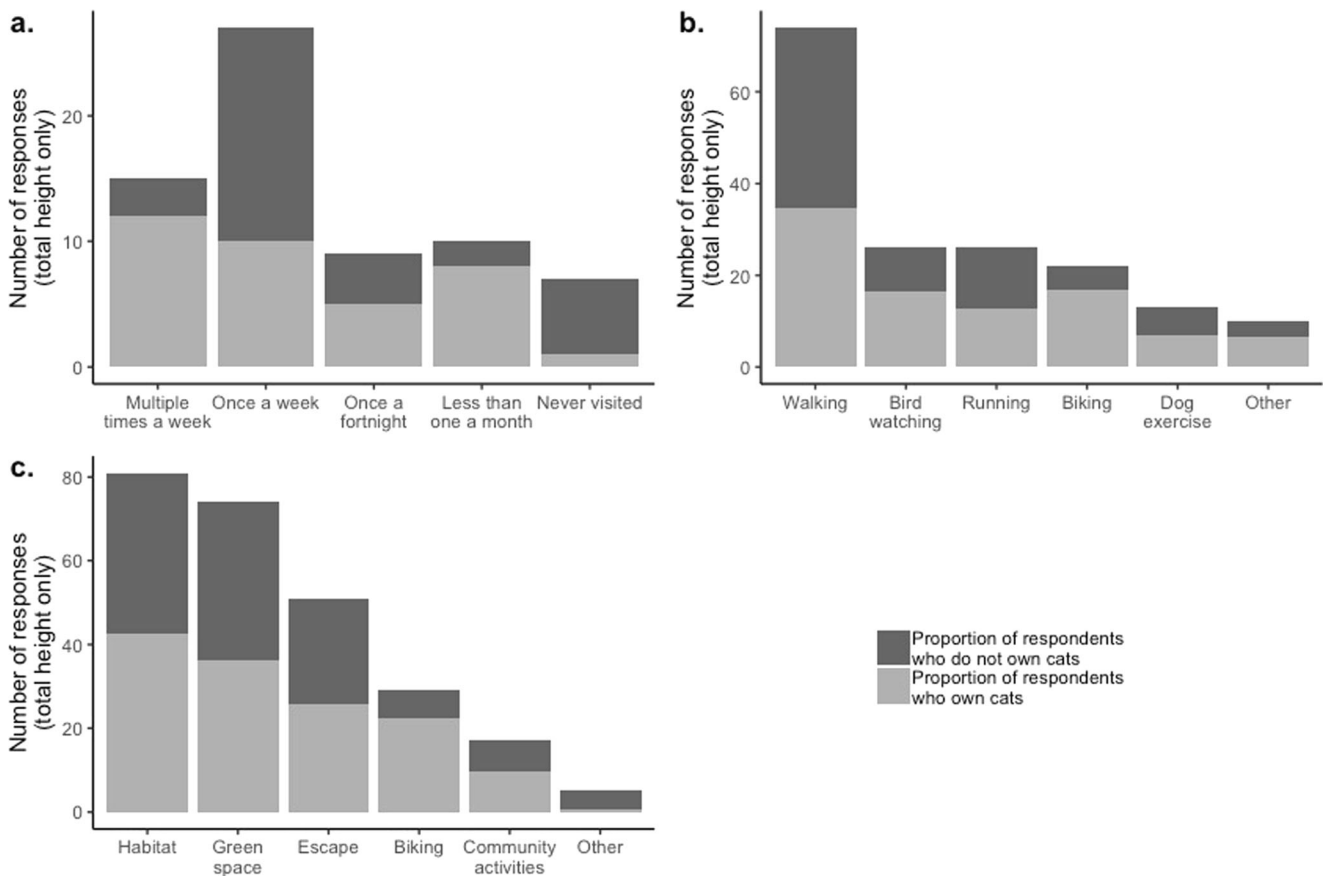 a.
Number of responses
(total height only)
20
10
0
Multiple
times a week
Once a week
Once a
fortnight
Less than
one a month
Never visited
b.
Number of responses
(total height only)
60
40
20
0
Walking
Bird
watching
Running
Biking
Dog
exercise
Other
c.
Number of responses
(total height only)
80
60
40
20
0
Habitat
Green
space
Escape
Biking
Community
activities
Other
Proportion of respondents
who do not own cats
Proportion of respondents
who own cats